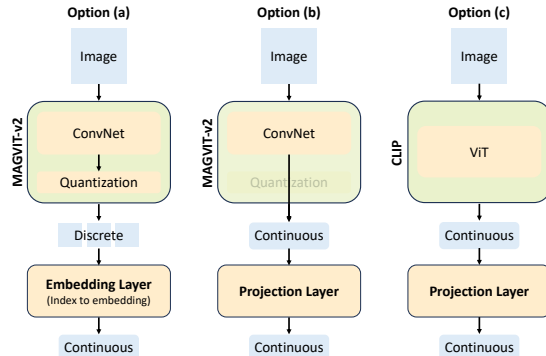 Option (a)
Image
MAGVIT-v2
ConvNet
Quantization
Discrete
Embedding Layer
(Index to embedding)
Continuous
Option (b)
Image
MAGVIT-v2
ConvNet
Quantization
Continuous
Projection Layer
Continuous
Option (c)
Image
CLIP
ViT
Continuous
Projection Layer
Continuous